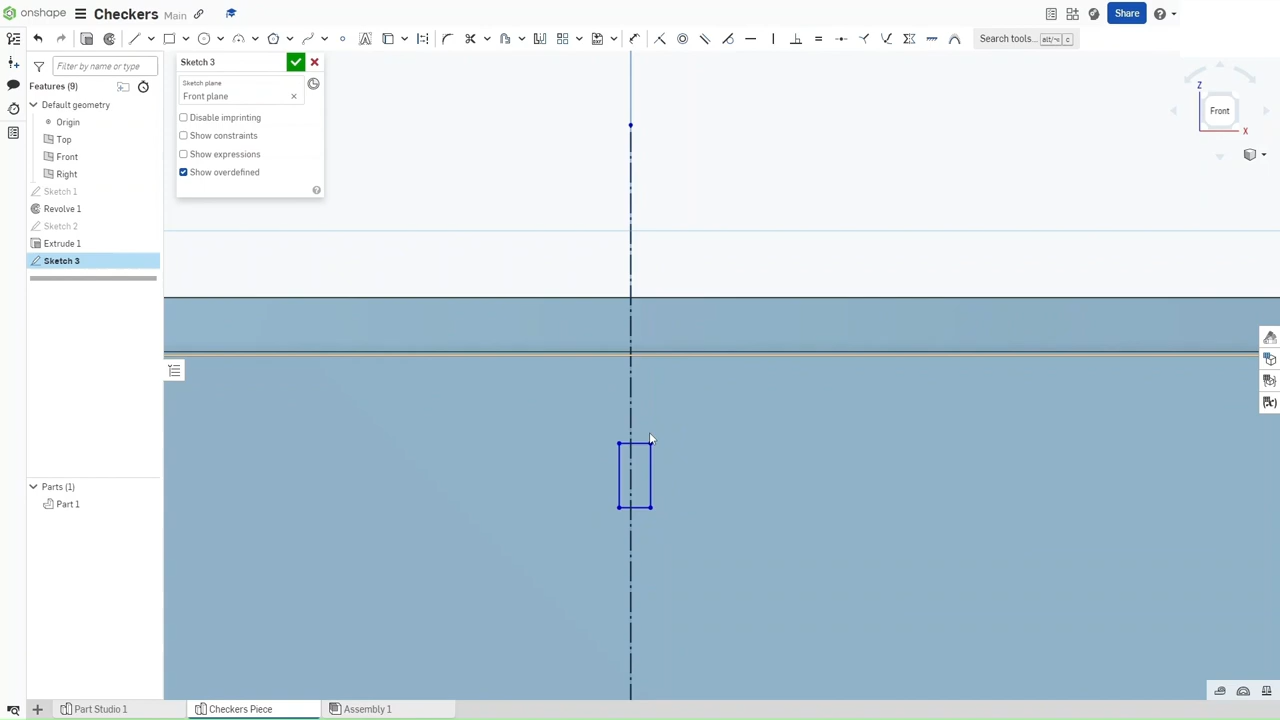 onshape
Checkers
Main
Share
Search tools...
alt/⌥
c
Sketch 3
Filter by name or type
Sketch plane
Features (9)
Front plane
Default geometry
Disable imprinting
Z
Front
Origin
Show constraints
X
Top
Show expressions
Front
Right
Show overdefined
Sketch 1
Revolve 1
Sketch 2
Extrude 1
Sketch 3
Parts (1)
Part 1
Part Studio 1
Checkers Piece
Assembly 1